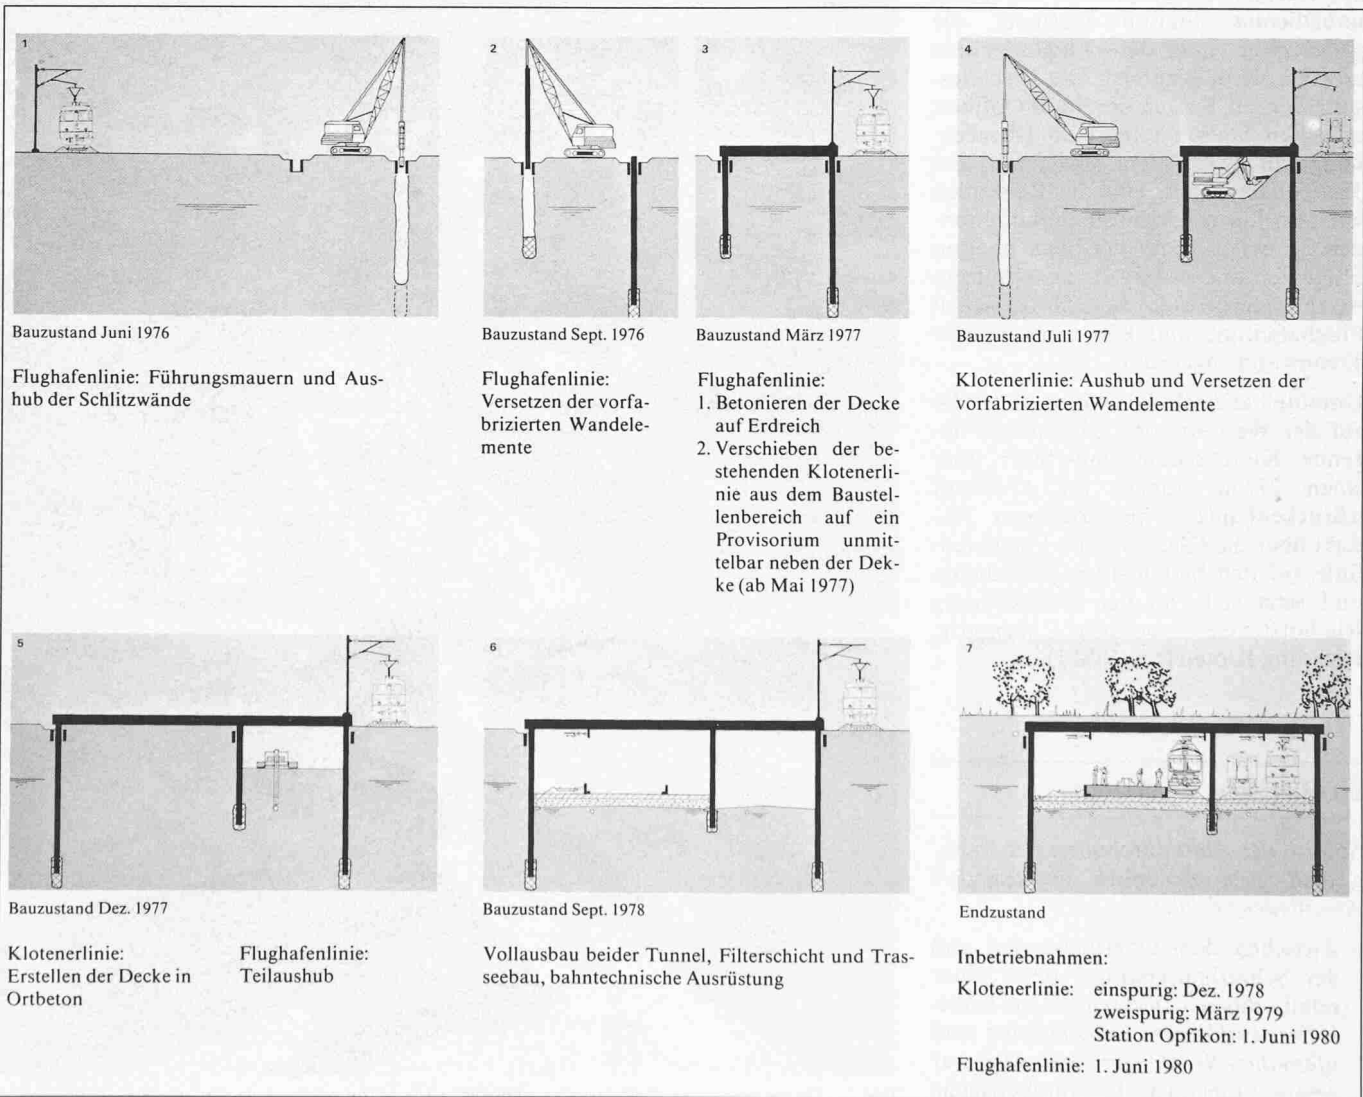 1
Bauzustand Juni 1976
Flughafenlinie: Führungsmauern und Aus-
hub der Schlitzwände
2
Bauzustand Sept. 1976
Flughafenlinie:
Versetzen der vorfa-
brizierten Wandele-
mente
3
Bauzustand März 1977
Flughafenlinie:
1. Betonieren der Decke
auf Erdreich
2. Verschieben der be-
stehenden Klotenerli-
nie aus dem Baustel-
lenbereich auf ein
Provisorium unmit-
telbar neben der Dek-
ke (ab Mai 1977)
4
Bauzustand Juli 1977
Klotenerlinie: Aushub und Versetzen der
vorfabrizierten Wandelemente
5
Bauzustand Dez. 1977
Klotenerlinie:
Erstellen der Decke in
Ortbeton
Flughafenlinie:
Teilaushub
6
Bauzustand Sept. 1978
Vollausbau beider Tunnel, Filterschicht und Tras-
seebau, bahntechnische Ausrüstung
7
Endzustand
Inbetriebnahmen:
Klotenerlinie: einspurig: Dez. 1978
zweispurig: März 1979
Station Opfikon: 1. Juni 1980
Flughafenlinie: 1. Juni 1980